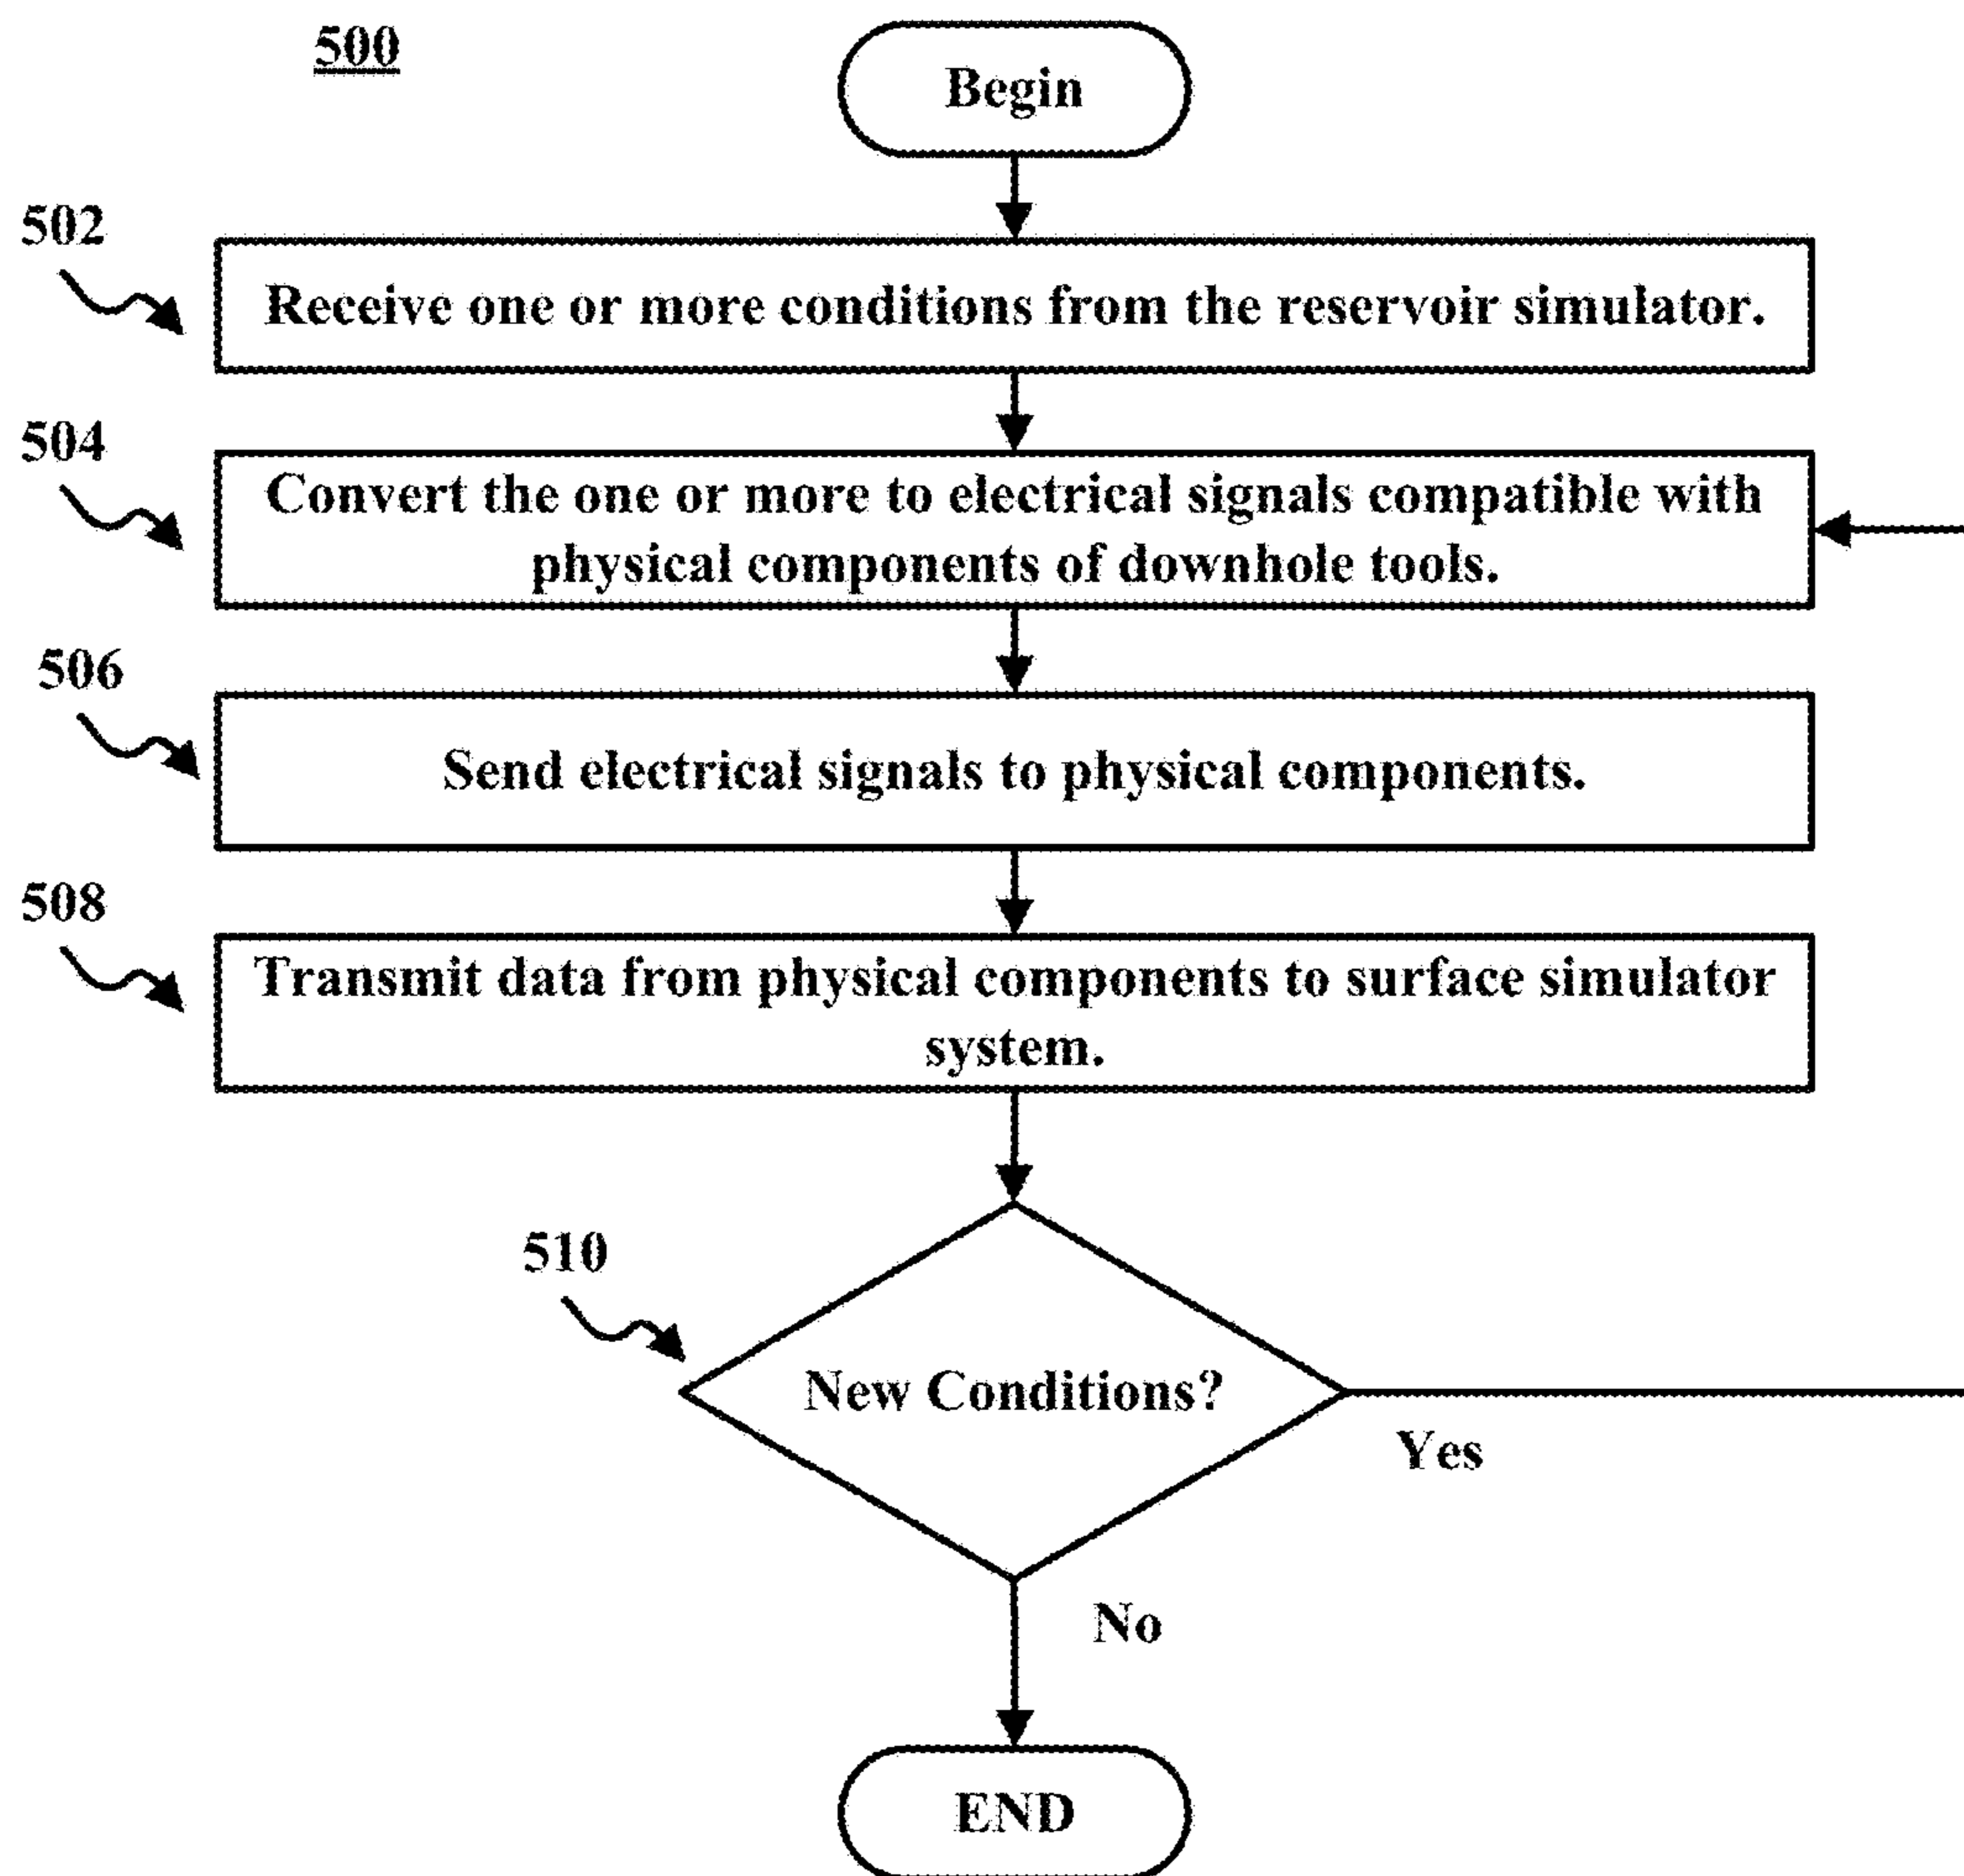 500
Begin
502
Receive one or more conditions from the reservoir simulator.
504
Convert the one or more to electrical signals compatible with
physical components of downhole tools.
506
Send electrical signals to physical components.
508
Transmit data from physical components to surface simulator
system.
510
New Conditions?
Yes
No
END